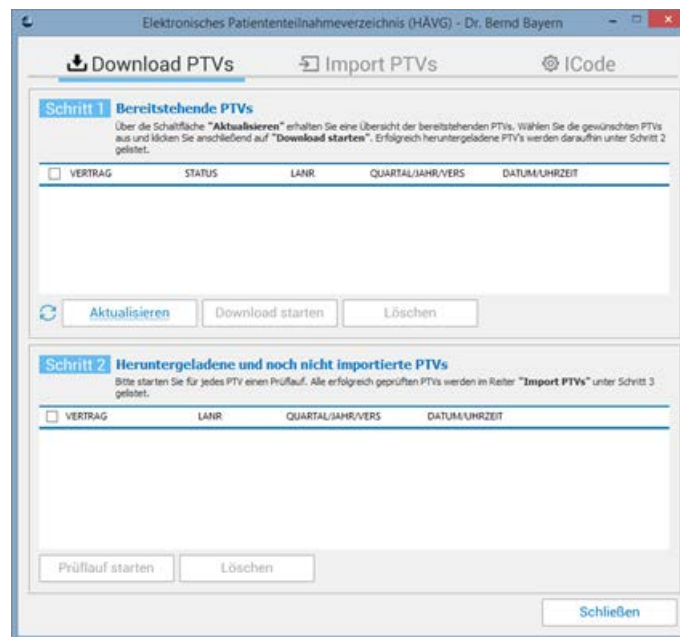 Elektronisches Patiententeilnahmeverzeichnis (HÄVG) - Dr. Bernd Bayern
Download PTVs
Import PTVs
ICode
Schritt 1 Bereitstehende PTVs
Über die Schaltfläche "Aktualisieren" erhalten Sie eine Übersicht der bereitstehenden PTVs. Wählen Sie die gewünschten PTVs
aus und klicken Sie anschließend auf "Download starten". Erfolgreich heruntergeladene PTV's werden daraufhin unter Schritt 2
gelistet.
VERTRAG STATUS LANR QUARTAL/JAHR/VERS DATUM/UHRZEIT
Aktualisieren Download starten Löschen
Schritt 2 Heruntergeladene und noch nicht importierte PTVs
Bitte starten Sie für jedes PTV einen Prüflauf. Alle erfolgreich geprüften PTVs werden im Reiter "Import PTVs" unter Schritt 3
gelistet.
VERTRAG LANR QUARTAL/JAHR/VERS DATUM/UHRZEIT
Prüflauf starten Löschen
Schließen